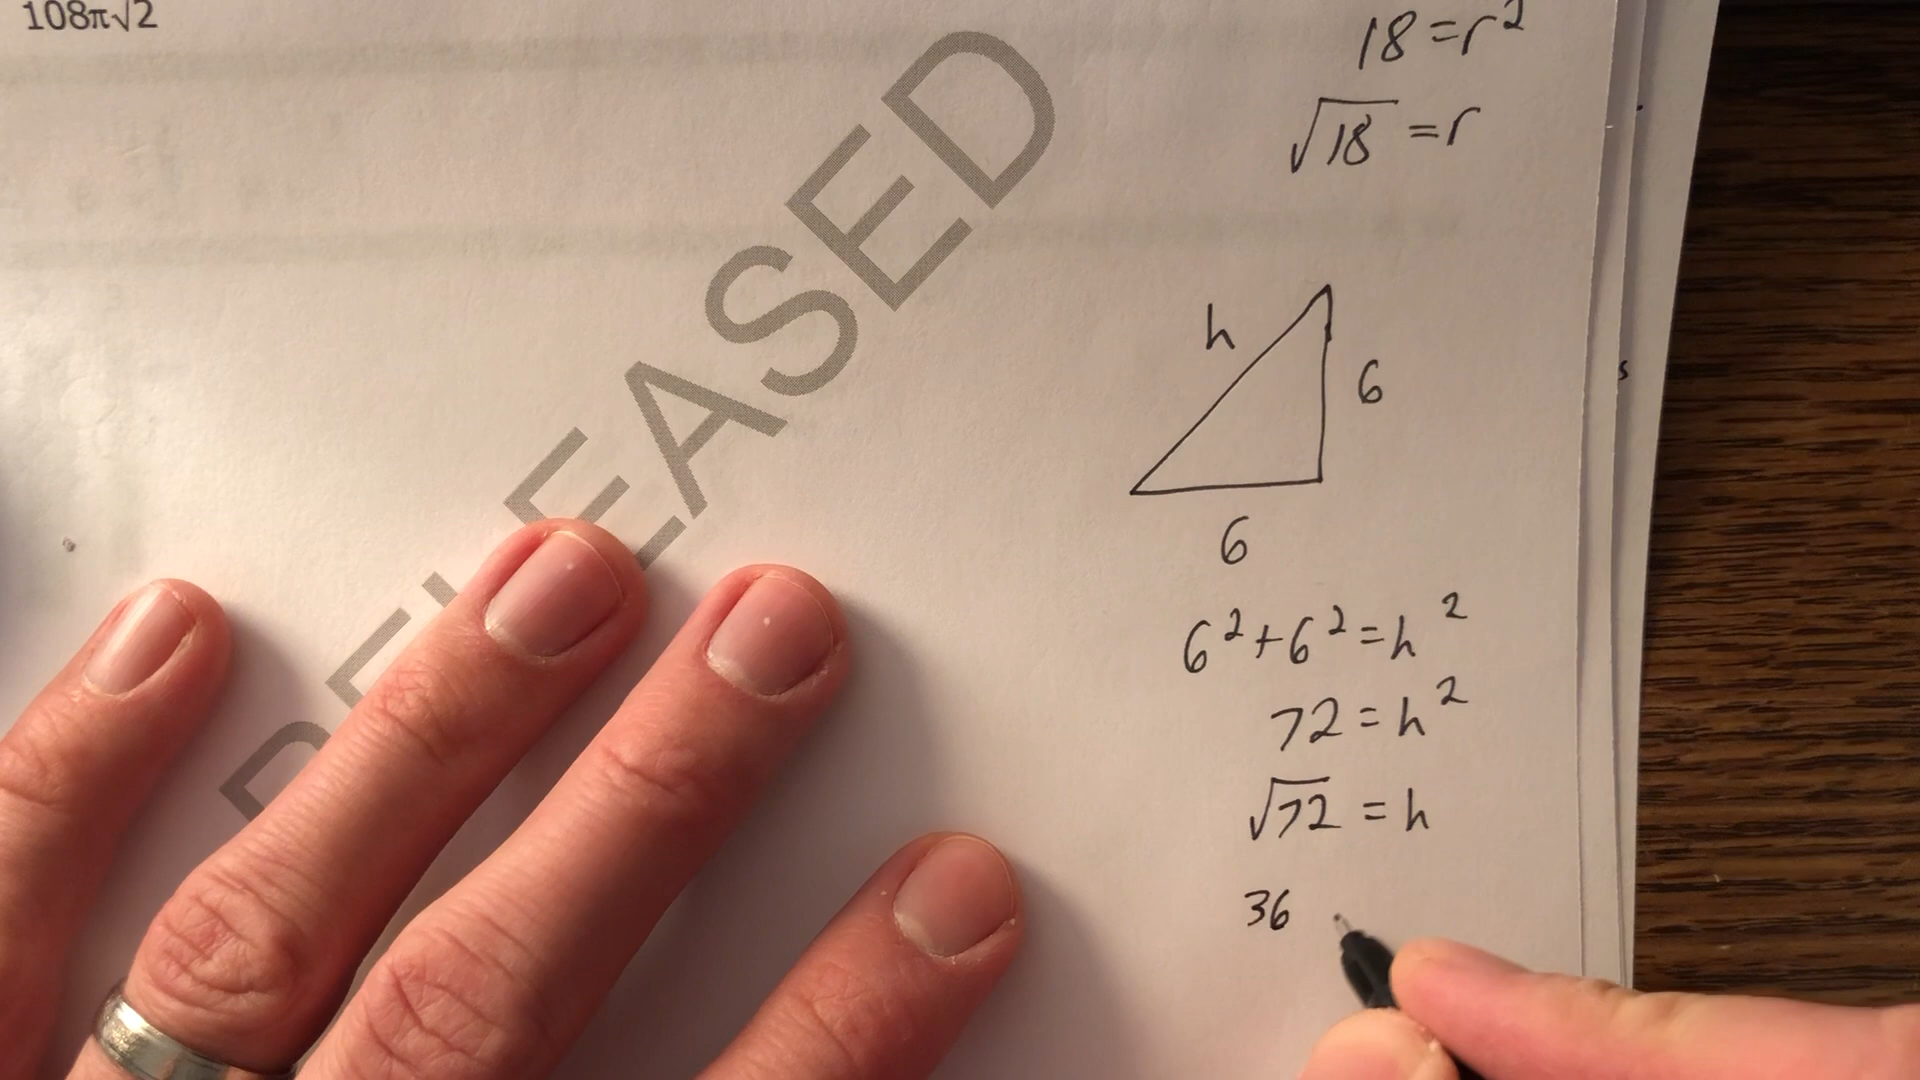 108π√2
18 = r²
√18 = r
RELEASED
h
6
6
6² + 6² = h²
72 = h²
√72 = h
36
s